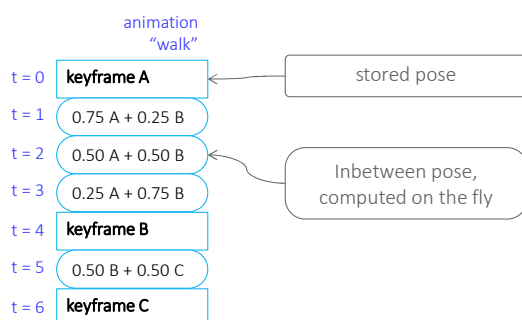 animation
“walk”
t = 0 keyframe A
stored pose
t = 1 0.75 A + 0.25 B
t = 2 0.50 A + 0.50 B
Inbetween pose,
computed on the fly
t = 3 0.25 A + 0.75 B
t = 4 keyframe B
t = 5 0.50 B + 0.50 C
t = 6 keyframe C